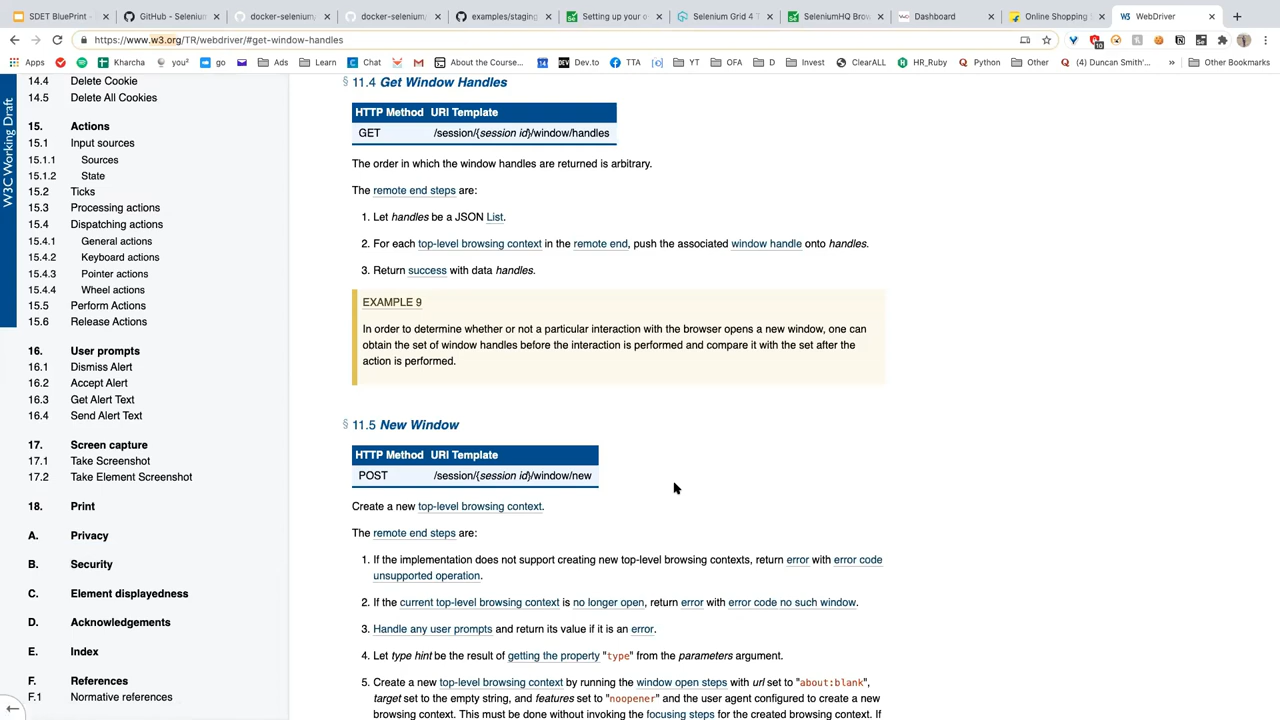 SDET BluePrint -
GitHub - Selenium
docker-selenium/
docker-selenium/
examples/staging
Setting up your o
Selenium Grid 4 T
SeleniumHQ Brow
Dashboard
Online Shopping
WebDriver
https://www.w3.org/TR/webdriver/#get-window-handles
10
Apps
YT
Kharcha
you²
go
Ads
Learn
Chat
About the Course...
Dev.to
TTA
YT
OFA
D
Invest
ClearALL
HR_Ruby
Python
Other
(4) Duncan Smith'...
»
Other Bookmarks
W3C Working Draft
14.4 Delete Cookie
14.5 Delete All Cookies
15. Actions
15.1 Input sources
15.1.1 Sources
15.1.2 State
15.2 Ticks
15.3 Processing actions
15.4 Dispatching actions
15.4.1 General actions
15.4.2 Keyboard actions
15.4.3 Pointer actions
15.4.4 Wheel actions
15.5 Perform Actions
15.6 Release Actions
16. User prompts
16.1 Dismiss Alert
16.2 Accept Alert
16.3 Get Alert Text
16.4 Send Alert Text
17. Screen capture
17.1 Take Screenshot
17.2 Take Element Screenshot
18. Print
A. Privacy
B. Security
C. Element displayedness
D. Acknowledgements
E. Index
F. References
F.1 Normative references
§ 11.4 Get Window Handles
HTTP Method URI Template
GET /session/{session id}/window/handles
The order in which the window handles are returned is arbitrary.
The remote end steps are:
1. Let handles be a JSON List.
2. For each top-level browsing context in the remote end, push the associated window handle onto handles.
3. Return success with data handles.
EXAMPLE 9
In order to determine whether or not a particular interaction with the browser opens a new window, one can
obtain the set of window handles before the interaction is performed and compare it with the set after the
action is performed.
§ 11.5 New Window
HTTP Method URI Template
POST /session/{session id}/window/new
Create a new top-level browsing context.
The remote end steps are:
1. If the implementation does not support creating new top-level browsing contexts, return error with error code
unsupported operation.
2. If the current top-level browsing context is no longer open, return error with error code no such window.
3. Handle any user prompts and return its value if it is an error.
4. Let type hint be the result of getting the property "type" from the parameters argument.
5. Create a new top-level browsing context by running the window open steps with url set to "about:blank",
target set to the empty string, and features set to "noopener" and the user agent configured to create a new
browsing context. This must be done without invoking the focusing steps for the created browsing context. If